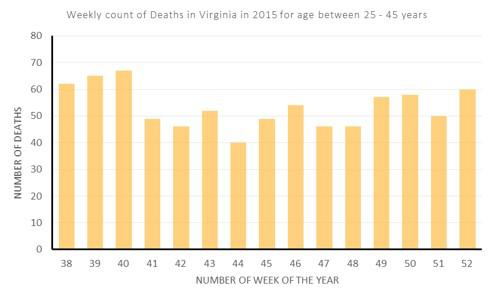 Weekly count of Deaths in Virginia in 2015 for age between 25 - 45 years
NUMBER OF DEATHS
80
70
60
50
40
30
20
10
0
38 39 40 41 42 43 44 45 46 47 48 49 50 51 52
NUMBER OF WEEK OF THE YEAR